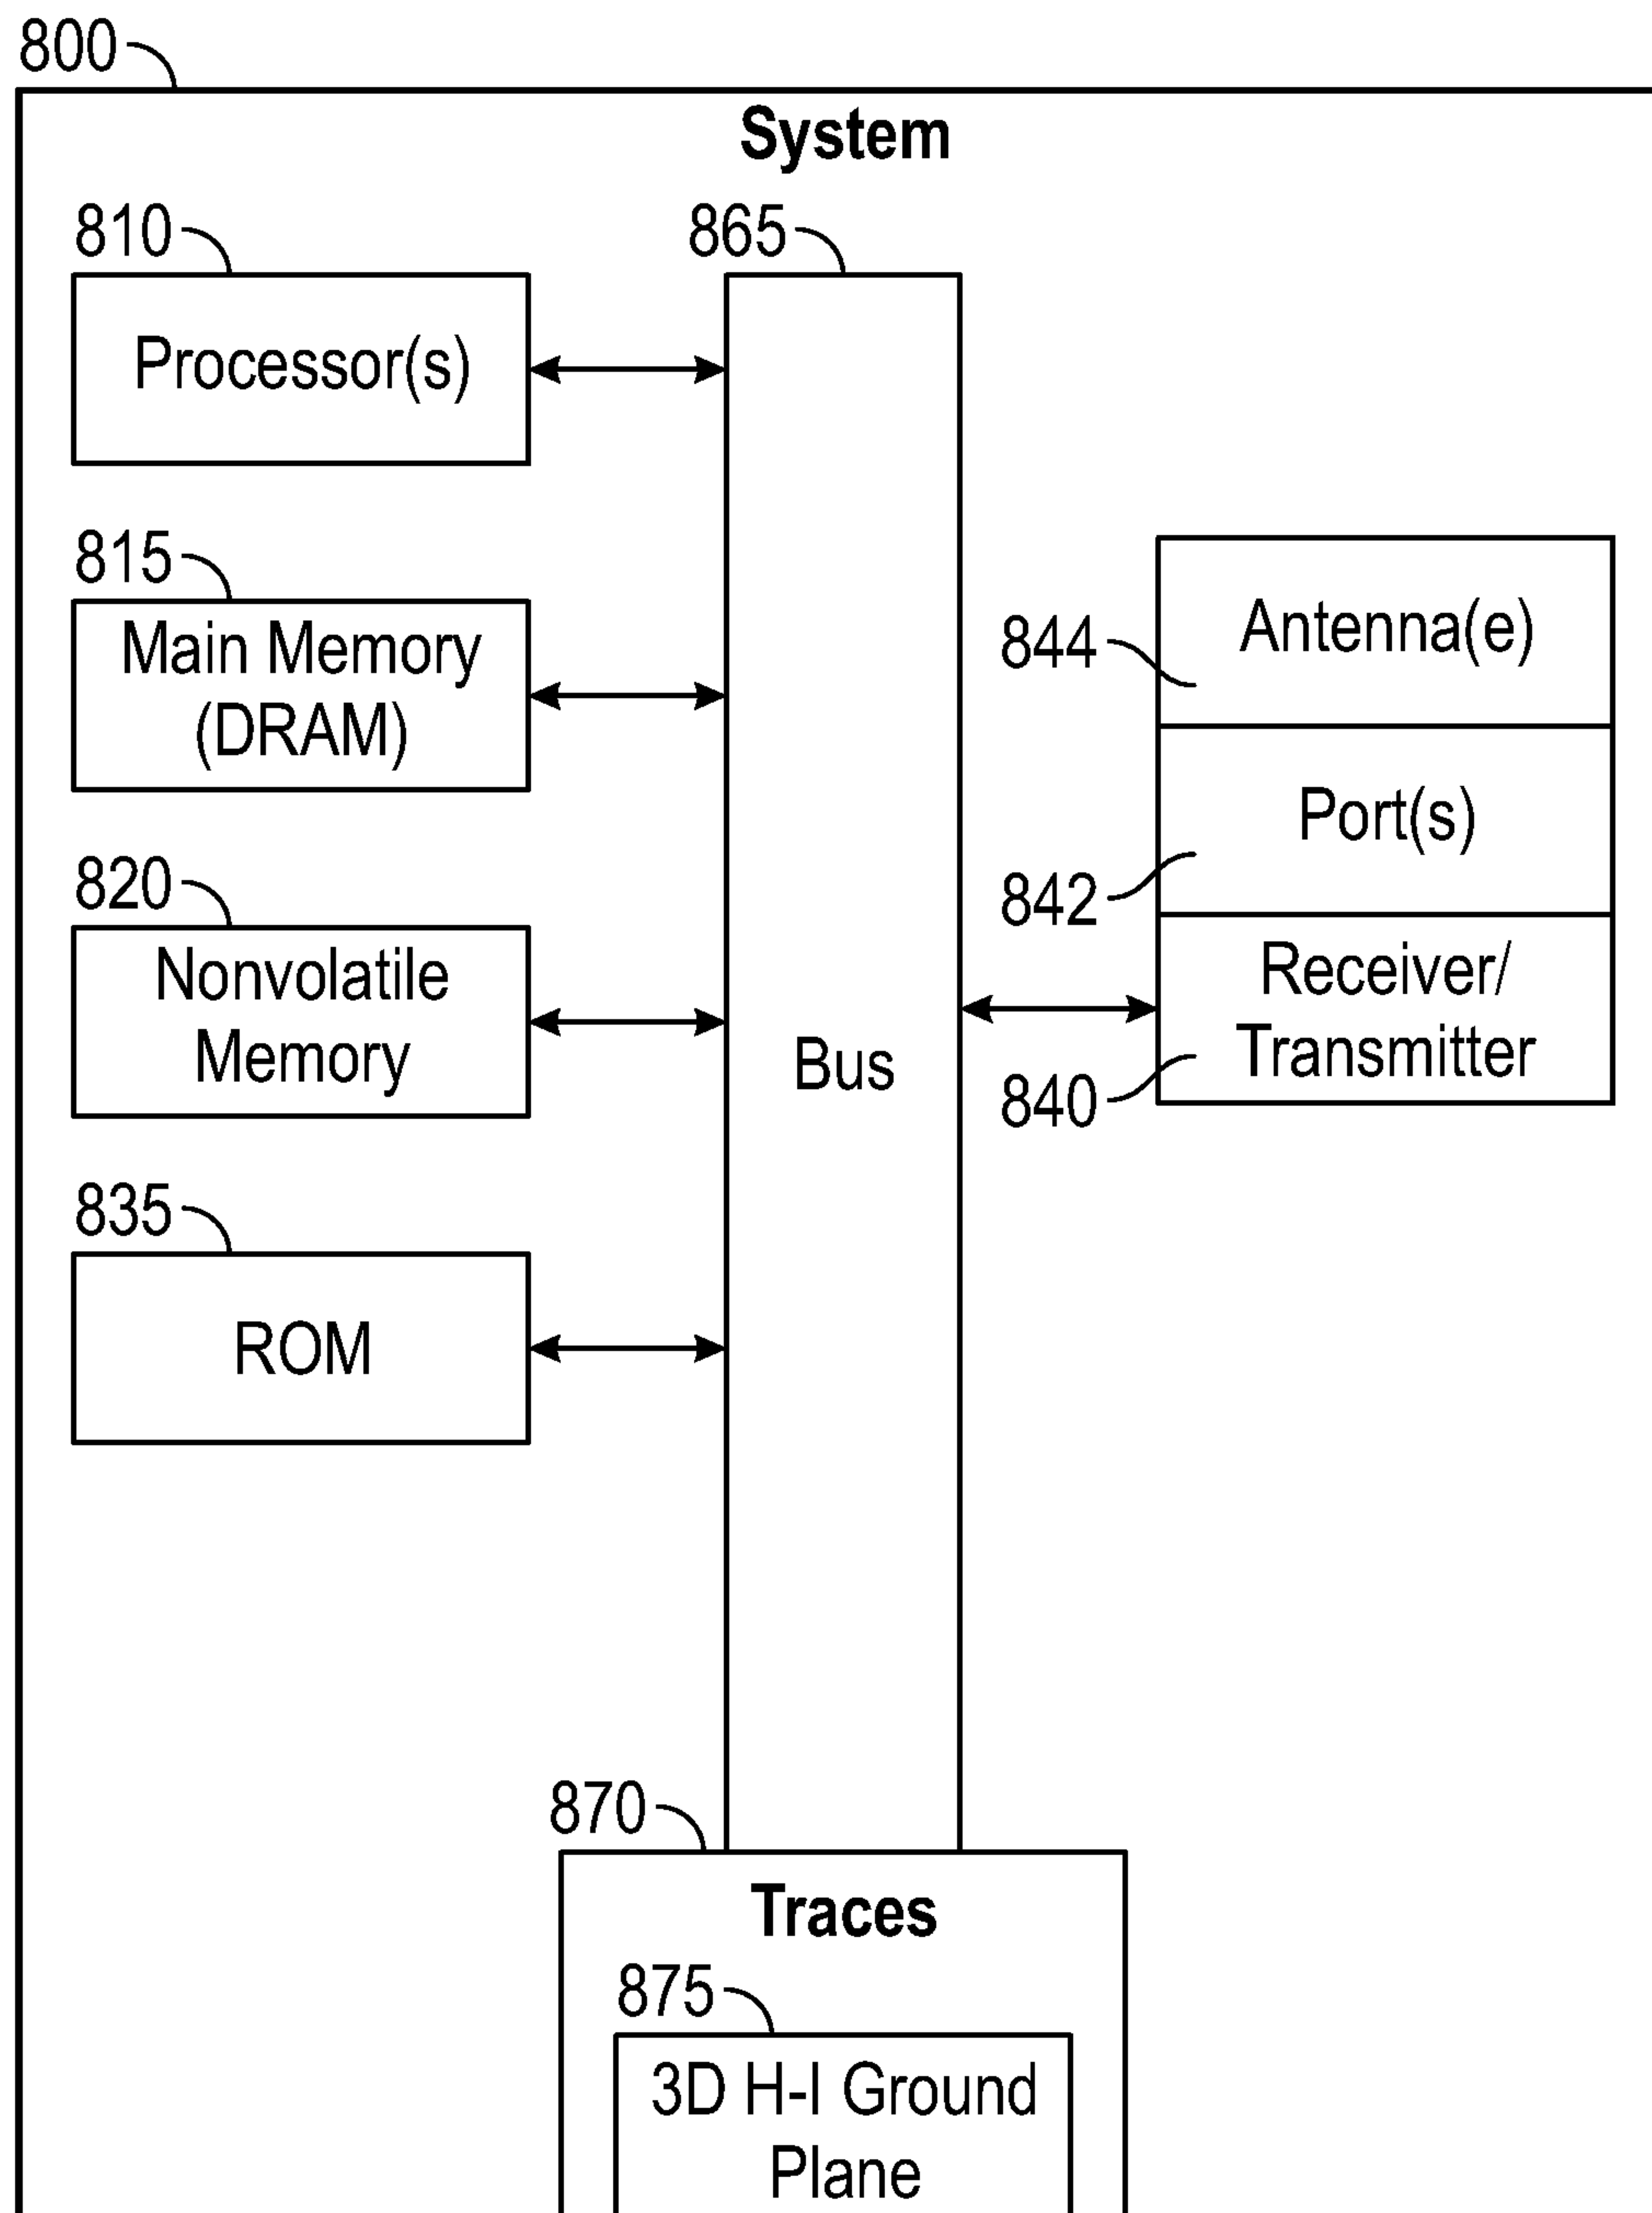 800
System
810
Processor(s)
865
815
Main Memory
(DRAM)
820
Nonvolatile
Memory
835
ROM
Bus
844
Antenna(e)
842
Port(s)
840
Receiver/
Transmitter
870
Traces
875
3D H-I Ground
Plane